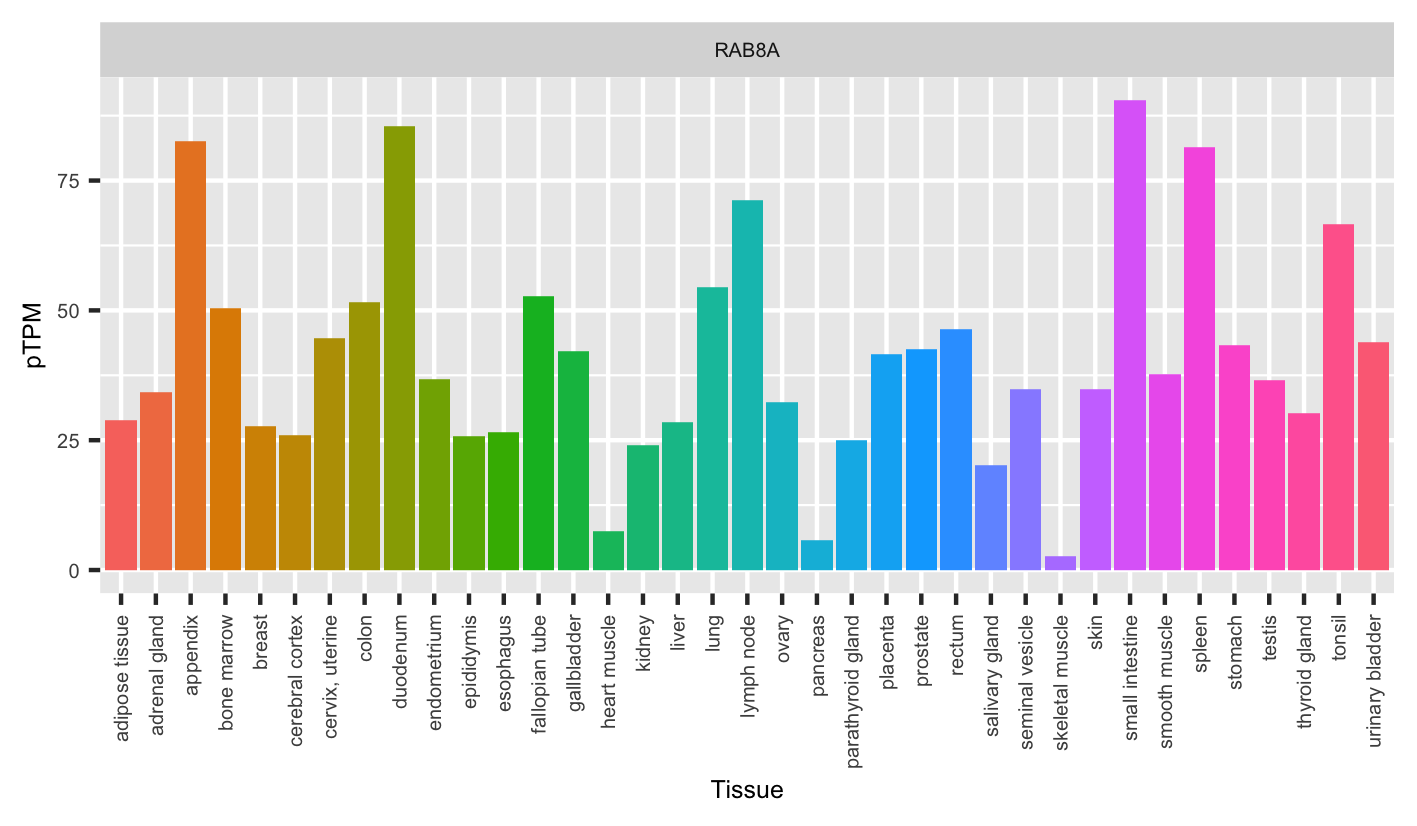 RAB8A
75
50
25
0
pTPM
adipose tissue
adrenal gland
appendix
bone marrow
breast
cerebral cortex
cervix, uterine
colon
duodenum
endometrium
epididymis
esophagus
fallopian tube
gallbladder
heart muscle
kidney
liver
lung
lymph node
ovary
pancreas
parathyroid gland
placenta
prostate
rectum
salivary gland
seminal vesicle
skeletal muscle
skin
small intestine
smooth muscle
spleen
stomach
testis
thyroid gland
tonsil
urinary bladder
Tissue